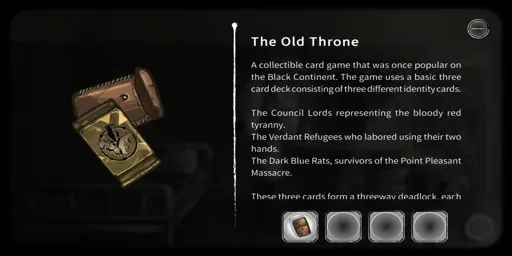 The Old Throne
A collectible card game that was once popular on
the Black Continent. The game uses a basic three
card deck consisting of three different identity cards.
The Council Lords representing the bloody red
tyranny.
The Verdant Refugees who labored using their two
hands.
The Dark Blue Rats, survivors of the Point Pleasant
Massacre.
These three cards form a threeway deadlock, each